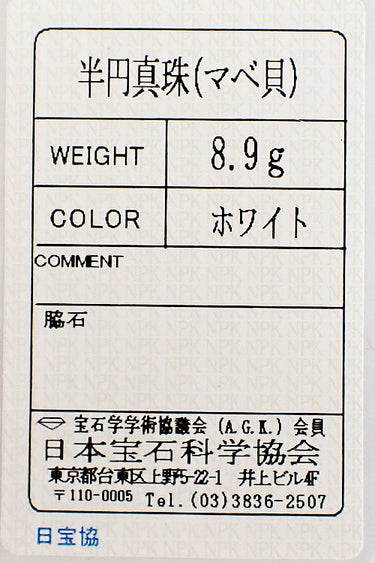 半円真珠(マベ貝)
WEIGHT 8.9g
COLOR ホワイト
COMMENT
脇石
宝石学学術協議会 (A.G.K.) 会員
日本宝石科学協会
東京都台東区上野5-22-1 井上ビル4F
〒110-0005 Tel.(03)3836-2507
日宝協